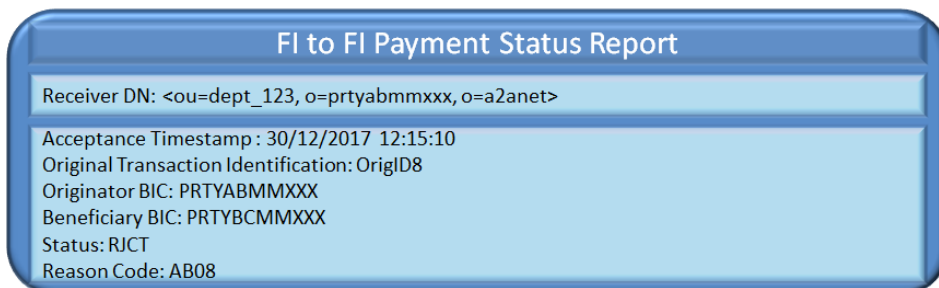 FI to FI Payment Status Report
Receiver DN: <ou=dept_123, o=prtyabmmxxx, o=a2anet>
Acceptance Timestamp : 30/12/2017 12:15:10
Original Transaction Identification: OrigID8
Originator BIC: PRTYABMMXXX
Beneficiary BIC: PRTYBCMMXXX
Status: RJCT
Reason Code: AB08